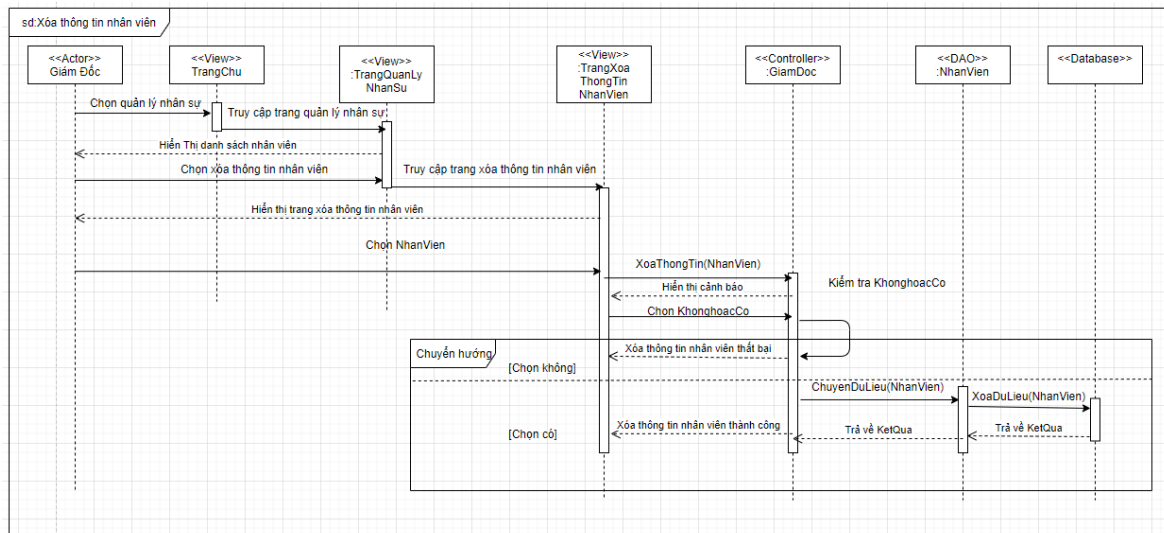 sd:Xóa thông tin nhân viên
<<Actor>>
Giám Đốc
<<View>>
TrangChu
<<View>>
:TrangQuanLy
NhanSu
<<View>>
:TrangXoa
ThongTin
NhanVien
<<Controller>>
:GiamDoc
<<DAO>>
:NhanVien
<<Database>>
Chọn quản lý nhân sự
Truy cập trang quản lý nhân sự
Hiển Thị danh sách nhân viên
Chọn xóa thông tin nhân viên
Truy cập trang xóa thông tin nhân viên
Hiển thị trang xóa thông tin nhân viên
Chọn NhanVien
XoaThongTin(NhanVien)
Hiển thị cảnh báo
Kiểm tra KhonghoacCo
Chọn KhonghoacCo
Chuyển hướng
Xóa thông tin nhân viên thất bại
[Chọn không]
ChuyenDuLieu(NhanVien)
XoaDuLieu(NhanVien)
Xóa thông tin nhân viên thành công
Trả về KetQua
Trả về KetQua
[Chọn có]